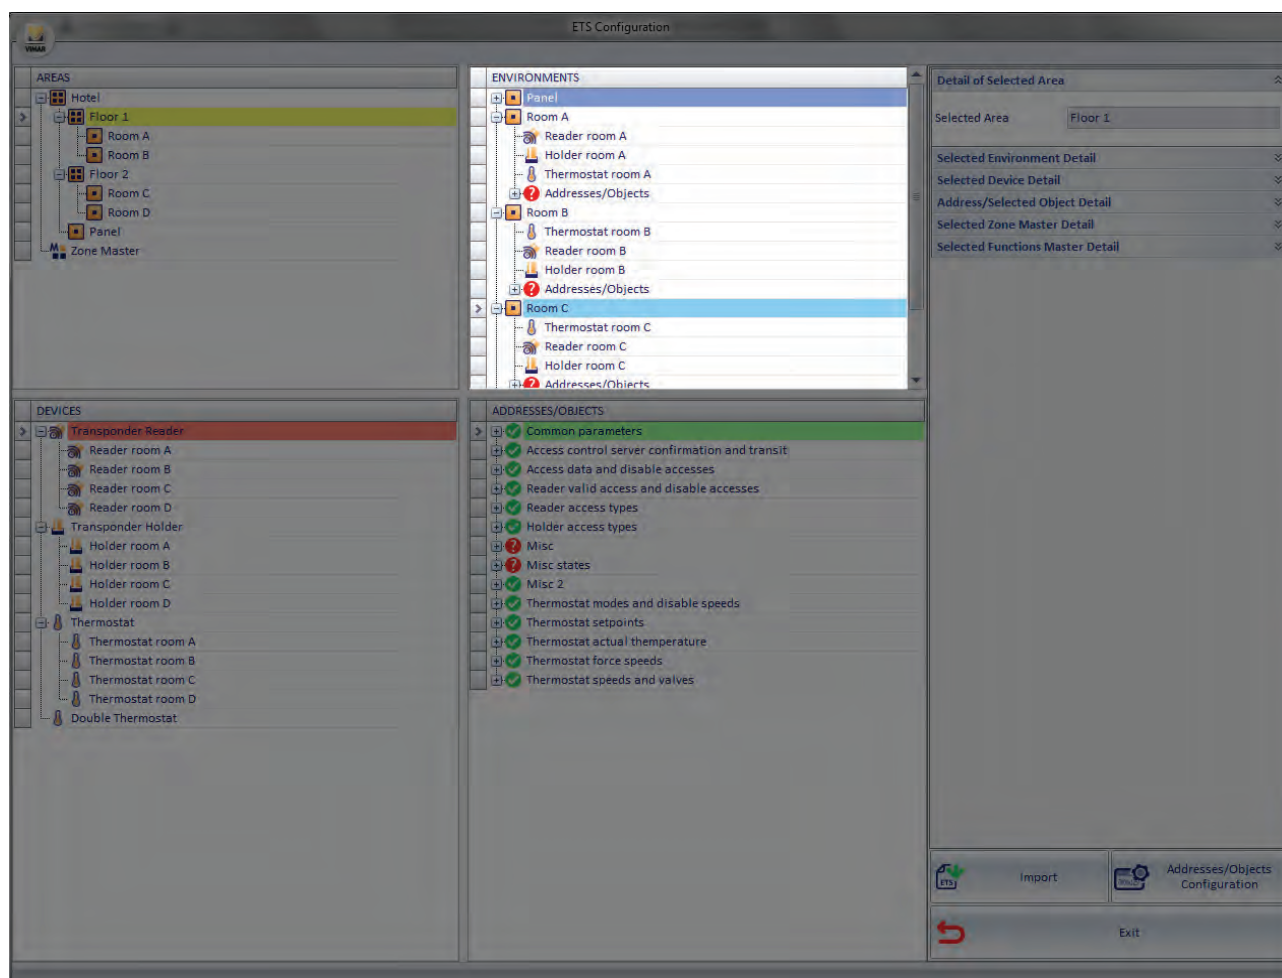 ETS Configuration
VIMAR
AREAS
Hotel
Floor 1
Room A
Room B
Floor 2
Room C
Room D
Panel
Zone Master
ENVIRONMENTS
Panel
Room A
Reader room A
Holder room A
Thermostat room A
Addresses/Objects
Room B
Thermostat room B
Reader room B
Holder room B
Addresses/Objects
Room C
Thermostat room C
Reader room C
Holder room C
Addresses/Objects
Detail of Selected Area
Selected Area Floor 1
Selected Environment Detail
Selected Device Detail
Address/Selected Object Detail
Selected Zone Master Detail
Selected Functions Master Detail
DEVICES
Transponder Reader
Reader room A
Reader room B
Reader room C
Reader room D
Transponder Holder
Holder room A
Holder room B
Holder room C
Holder room D
Thermostat
Thermostat room A
Thermostat room B
Thermostat room C
Thermostat room D
Double Thermostat
ADDRESSES/OBJECTS
Common parameters
Access control server confirmation and transit
Access data and disable accesses
Reader valid access and disable accesses
Reader access types
Holder access types
Misc
Misc states
Misc 2
Thermostat modes and disable speeds
Thermostat setpoints
Thermostat actual themperature
Thermostat force speeds
Thermostat speeds and valves
ETS
Import
Addresses/Objects
Configuration
Exit